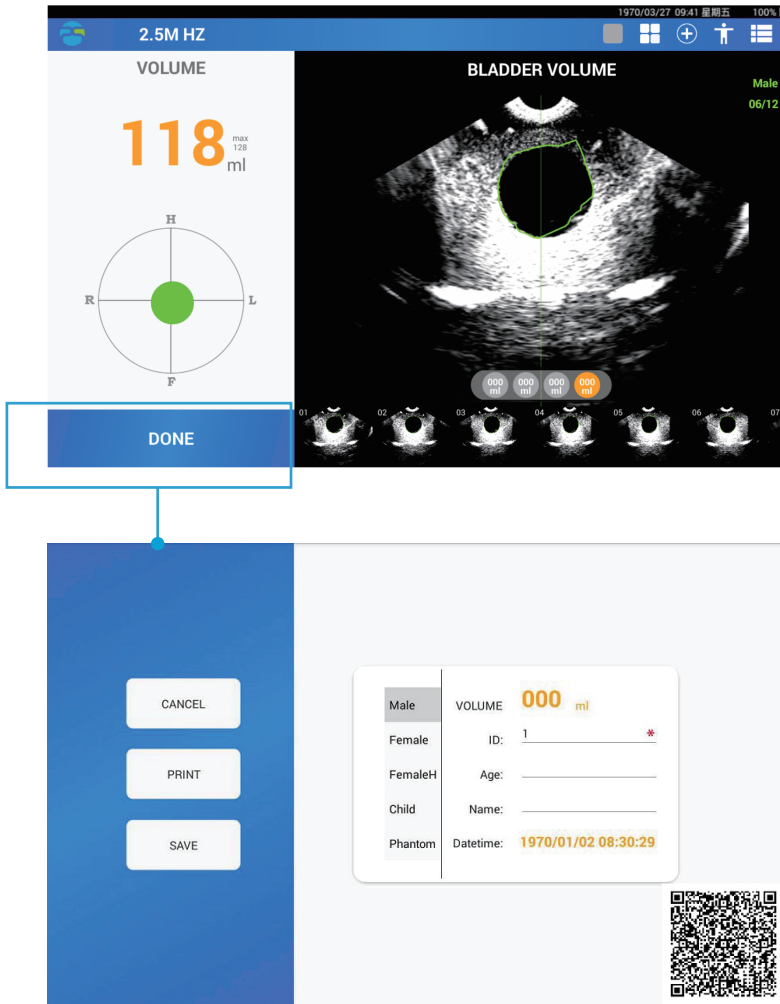 1970/03/27 09:41 星期五 100%
2.5M HZ
VOLUME
118
max
128
ml
H
R
L
F
DONE
BLADDER VOLUME
Male
06/12
000 000 000 000
ml ml ml ml
01 02 03 04 05 06 07
CANCEL
PRINT
SAVE
Male
Female
FemaleH
Child
Phantom
VOLUME 000 ml
ID: 1 *
Age:
Name:
Datetime: 1970/01/02 08:30:29